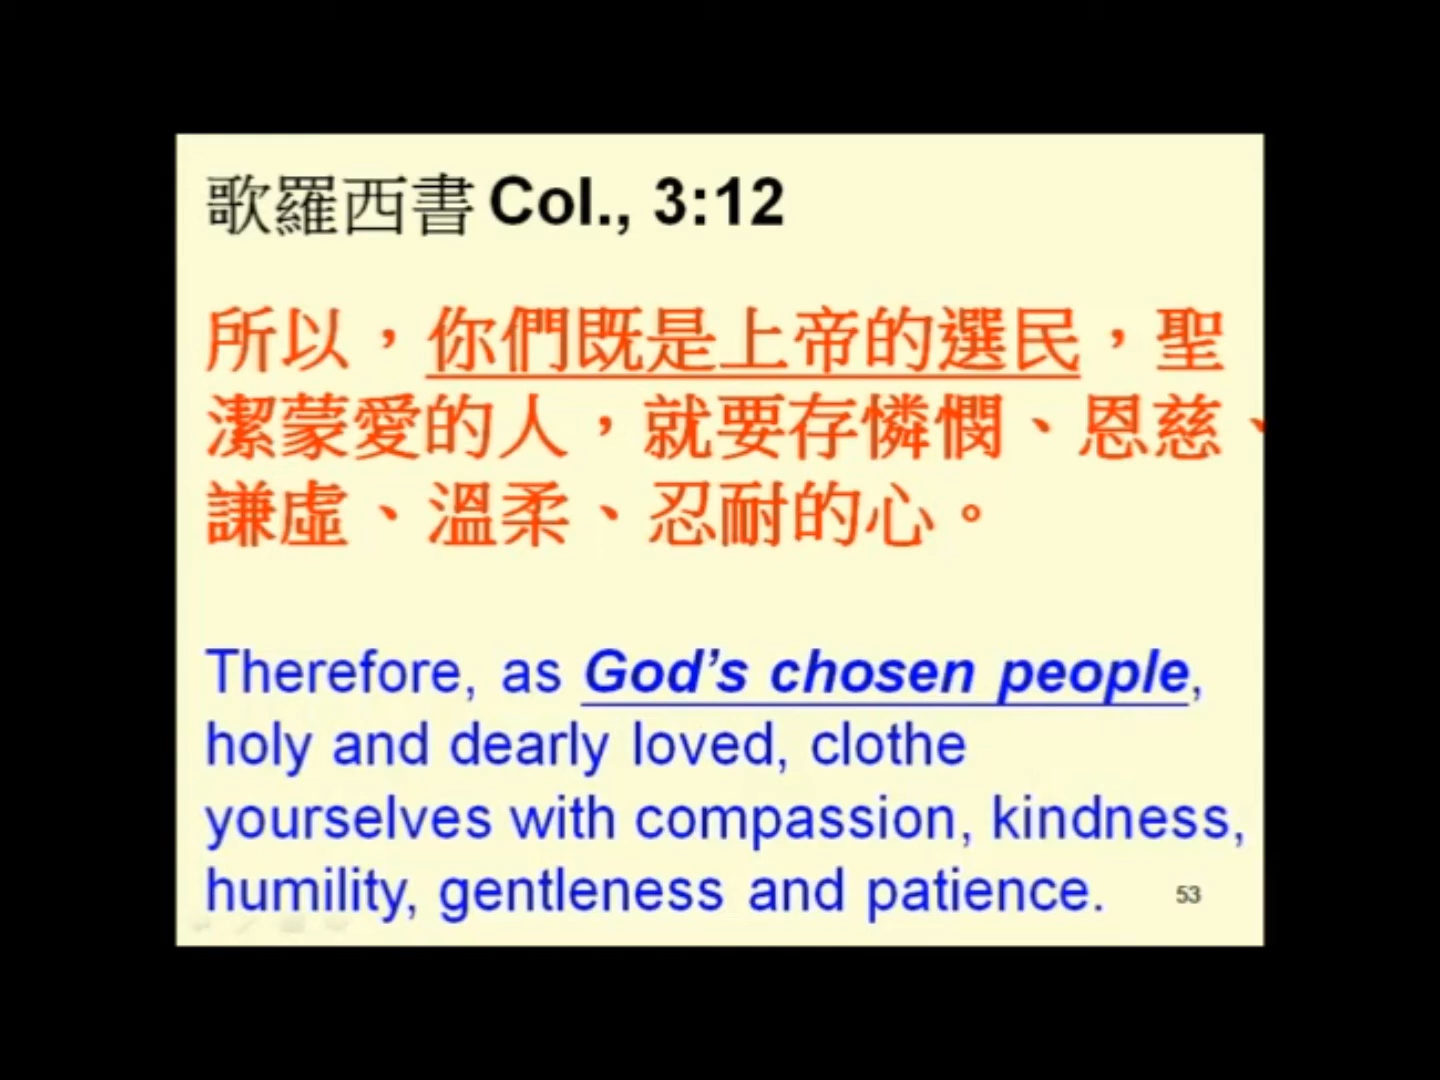 歌羅西書 Col., 3:12
所以，你們既是上帝的選民，聖
潔蒙愛的人，就要存憐憫、恩慈、
謙虛、溫柔、忍耐的心。
Therefore, as God's chosen people,
holy and dearly loved, clothe
yourselves with compassion, kindness,
humility, gentleness and patience.
53